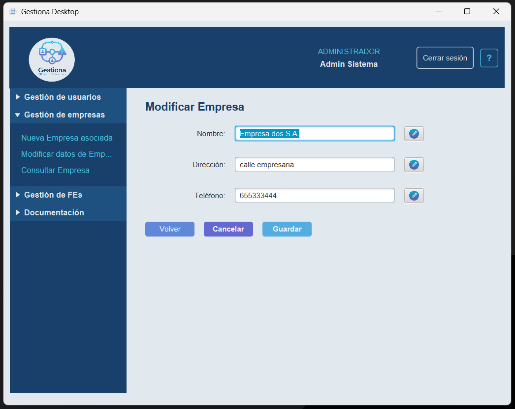 Gestiona Desktop
Gestiona
ADMINISTRADOR
Admin Sistema
Cerrar sesión
?
Gestión de usuarios
Gestión de empresas
Nueva Empresa asociada
Modificar datos de Emp...
Consultar Empresa
Gestión de FEs
Documentación
Modificar Empresa
Nombre:
Empresa dos S.A.
Dirección:
calle empresaria
Teléfono:
655333444
Volver
Cancelar
Guardar